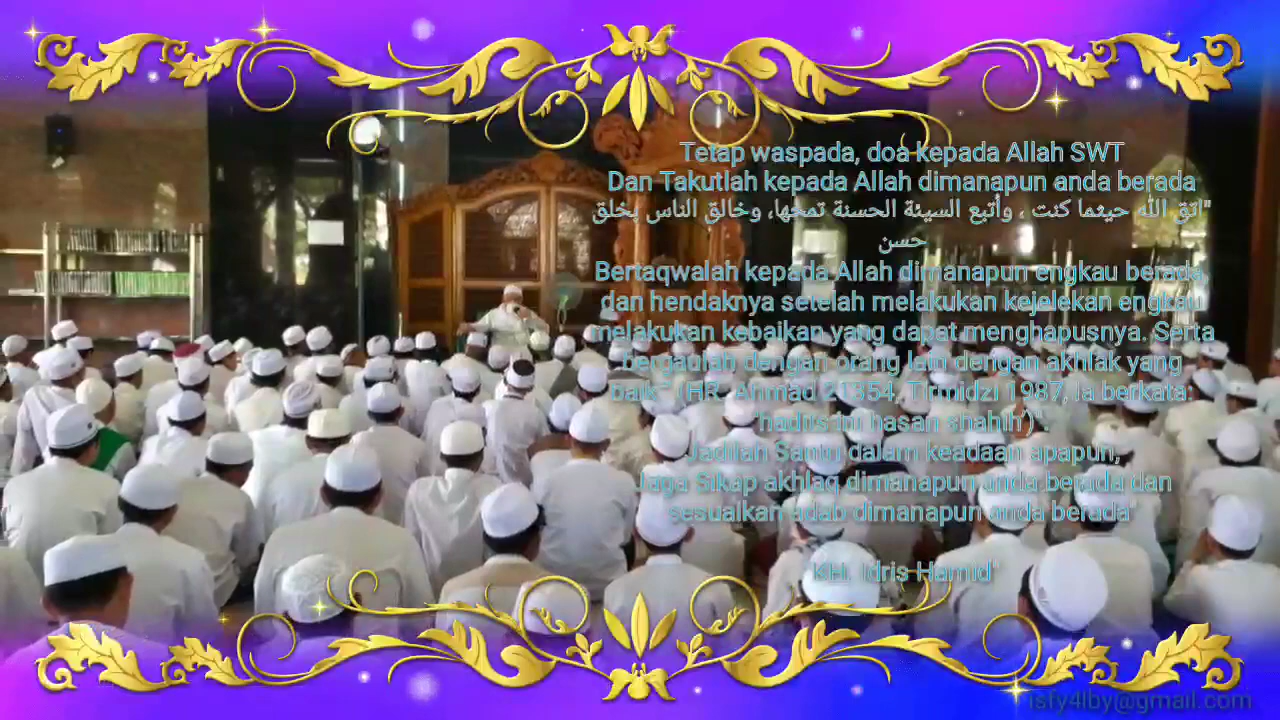 Tetap waspada, doa kepada Allah SWT
Dan Takutlah kepada Allah dimanapun anda berada
"اتق الله حيثما كنت ، وأتبع السيئة الحسنة تمحها، وخالق الناس بخلق
حسن
Bertaqwalah kepada Allah dimanapun engkau berada,
dan hendaknya setelah melakukan kejelekan engkau
melakukan kebaikan yang dapat menghapusnya. Serta
bergaulah dengan orang lain dengan akhlak yang
baik" (HR. Ahmad 21354, Tirmidzi 1987, Ia berkata:
'hadits ini hasan shahih')".
Jadilah Santri dalam keadaan apapun,
Jaga Sikap akhlaq dimanapun anda berada dan
sesuaikan adab dimanapun anda berada"
KH. Idris Hamid"
isfy4lby@gmail.com